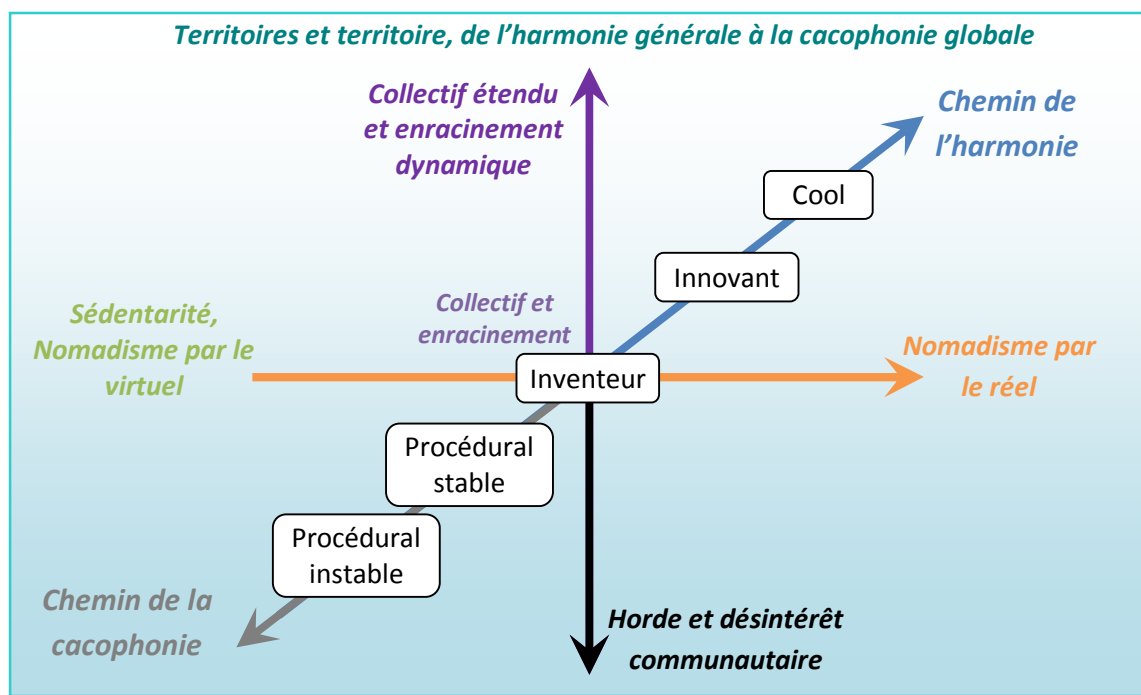 Territoires et territoire, de l’harmonie générale à la cacophonie globale
Collectif étendu
et enracinement
dynamique
Chemin de
l’harmonie
Cool
Innovant
Collectif et
enracinement
Sédentarité,
Nomadisme par le
virtuel
Inventeur
Nomadisme par
le réel
Procédural
stable
Procédural
instable
Chemin de la
cacophonie
Horde et désintérêt
communautaire